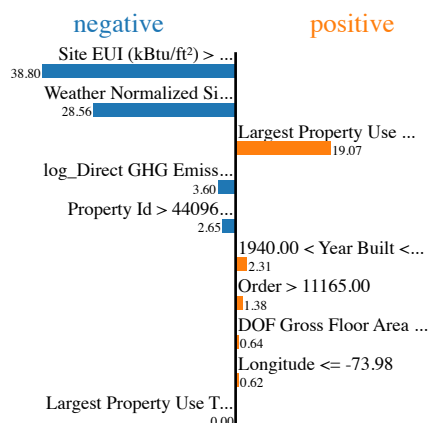 negative positive
Site EUI (kBtu/ft²) > ...
38.80
Weather Normalized Si...
28.56
Largest Property Use ...
19.07
log_Direct GHG Emiss...
3.60
Property Id > 44096...
2.65
1940.00 < Year Built <...
2.31
Order > 11165.00
1.38
DOF Gross Floor Area ...
0.64
Longitude <= -73.98
0.62
Largest Property Use T...
0.00